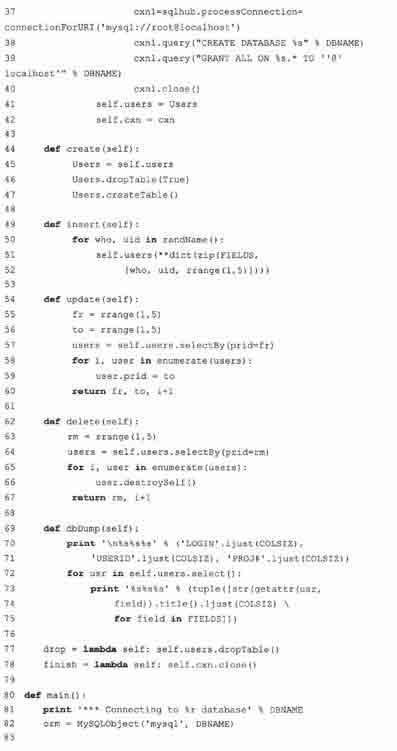 37 cxn1=sqlhub.processConnection=
connectionForURI('mysql://root@localhost')
38 cxn1.query("CREATE DATABASE %s" % DBNAME)
39 cxn1.query("GRANT ALL ON %s.* TO ''@'
localhost'" % DBNAME)
40 cxn1.close()
41 self.users = Users
42 self.cxn = cxn
43
44 def create(self):
45 Users = self.users
46 Users.dropTable(True)
47 Users.createTable()
48
49 def insert(self):
50 for who, uid in randName():
51 self.users(**dict(zip(FIELDS,
52 [who, uid, rrange(1,5)])))
53
54 def update(self):
55 fr = rrange(1,5)
56 to = rrange(1,5)
57 users = self.users.selectBy(prid=fr)
58 for i, user in enumerate(users):
59 user.prid = to
60 return fr, to, i+1
61
62 def delete(self):
63 rm = rrange(1,5)
64 users = self.users.selectBy(prid=rm)
65 for i, user in enumerate(users):
66 user.destroySelf()
67 return rm, i+1
68
69 def dbDump(self):
70 print '\n%s%s%s' % ('LOGIN'.ljust(COLSIZ),
71 'USERID'.ljust(COLSIZ), 'PROJ#'.ljust(COLSIZ))
72 for usr in self.users.select():
73 print '%s%s%s' % (tuple([str(getattr(usr,
74 field)).title().ljust(COLSIZ) \
75 for field in FIELDS]))
76
77 drop = lambda self: self.users.dropTable()
78 finish = lambda self: self.cxn.close()
79
80 def main():
81 print '*** Connecting to %r database' % DBNAME
82 orm = MySQLObject('mysql', DBNAME)
83